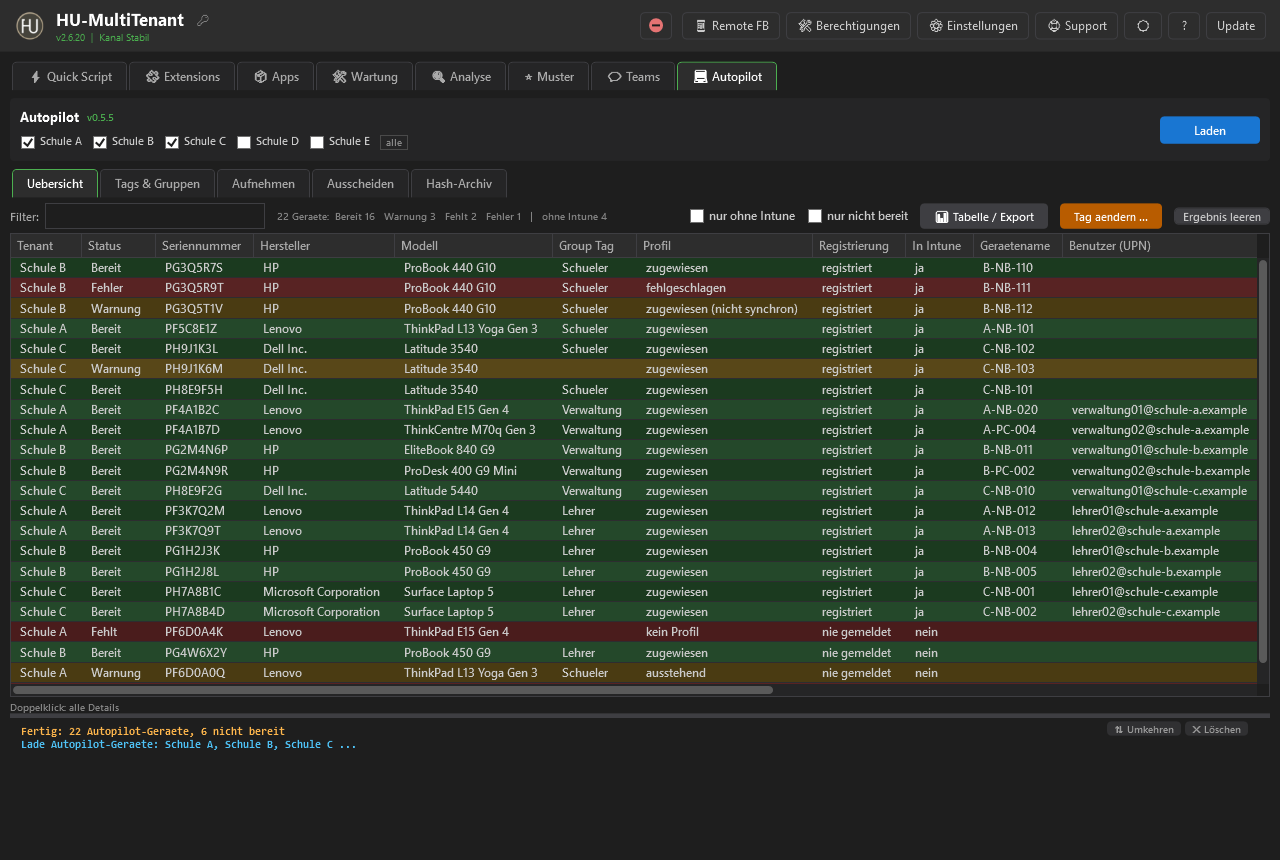 HU HU-MultiTenant
v2.6.20 | Kanal Stabil
Remote FB Berechtigungen Einstellungen Support ? Update
Quick Script Extensions Apps Wartung Analyse Muster Teams Autopilot
Autopilot v0.5.5
Schule A Schule B Schule C Schule D Schule E alle
Laden
Uebersicht Tags & Gruppen Aufnehmen Ausscheiden Hash-Archiv
Filter: 22 Geraete: Bereit 16 Warnung 3 Fehlt 2 Fehler 1 | ohne Intune 4 nur ohne Intune nur nicht bereit Tabelle / Export Tag aendern ... Ergebnis leeren
Tenant Status Seriennummer Hersteller Modell Group Tag Profil Registrierung In Intune Geraetename Benutzer (UPN)
Schule B Bereit PG3Q5R7S HP ProBook 440 G10 Schueler zugewiesen registriert ja B-NB-110
Schule B Fehler PG3Q5R9T HP ProBook 440 G10 Schueler fehlgeschlagen registriert ja B-NB-111
Schule B Warnung PG3Q5T1V HP ProBook 440 G10 Schueler zugewiesen (nicht synchron) registriert ja B-NB-112
Schule A Bereit PF5C8E1Z Lenovo ThinkPad L13 Yoga Gen 3 Schueler zugewiesen registriert ja A-NB-101
Schule C Bereit PH9J1K3L Dell Inc. Latitude 3540 Schueler zugewiesen registriert ja C-NB-102
Schule C Warnung PH9J1K6M Dell Inc. Latitude 3540 zugewiesen registriert ja C-NB-103
Schule C Bereit PH8E9F5H Dell Inc. Latitude 3540 Schueler zugewiesen registriert ja C-NB-101
Schule A Bereit PF4A1B2C Lenovo ThinkPad E15 Gen 4 Verwaltung zugewiesen registriert ja A-NB-020 verwaltung01@schule-a.example
Schule A Bereit PF4A1B7D Lenovo ThinkCentre M70q Gen 3 Verwaltung zugewiesen registriert ja A-PC-004 verwaltung02@schule-a.example
Schule B Bereit PG2M4N6P HP EliteBook 840 G9 Verwaltung zugewiesen registriert ja B-NB-011 verwaltung01@schule-b.example
Schule B Bereit PG2M4N9R HP ProDesk 400 G9 Mini Verwaltung zugewiesen registriert ja B-PC-002 verwaltung02@schule-b.example
Schule C Bereit PH8E9F2G Dell Inc. Latitude 5440 Verwaltung zugewiesen registriert ja C-NB-010 verwaltung01@schule-c.example
Schule A Bereit PF3K7Q2M Lenovo ThinkPad L14 Gen 4 Lehrer zugewiesen registriert ja A-NB-012 lehrer01@schule-a.example
Schule A Bereit PF3K7Q9T Lenovo ThinkPad L14 Gen 4 Lehrer zugewiesen registriert ja A-NB-013 lehrer02@schule-a.example
Schule B Bereit PG1H2J3K HP ProBook 450 G9 Lehrer zugewiesen registriert ja B-NB-004 lehrer01@schule-b.example
Schule B Bereit PG1H2J8L HP ProBook 450 G9 Lehrer zugewiesen registriert ja B-NB-005 lehrer02@schule-b.example
Schule C Bereit PH7A8B1C Microsoft Corporation Surface Laptop 5 Lehrer zugewiesen registriert ja C-NB-001 lehrer01@schule-c.example
Schule C Bereit PH7A8B4D Microsoft Corporation Surface Laptop 5 Lehrer zugewiesen registriert ja C-NB-002 lehrer02@schule-c.example
Schule A Fehlt PF6D0A4K Lenovo ThinkPad E15 Gen 4 kein Profil nie gemeldet nein
Schule B Bereit PG4W6X2Y HP ProBook 450 G9 Lehrer zugewiesen nie gemeldet nein
Schule A Warnung PF6D0A0Q Lenovo ThinkPad L13 Yoga Gen 3 Schueler ausstehend nie gemeldet nein
Doppelklick: alle Details
Fertig: 22 Autopilot-Geraete, 6 nicht bereit Umkehren Löschen
Lade Autopilot-Geraete: Schule A, Schule B, Schule C ...